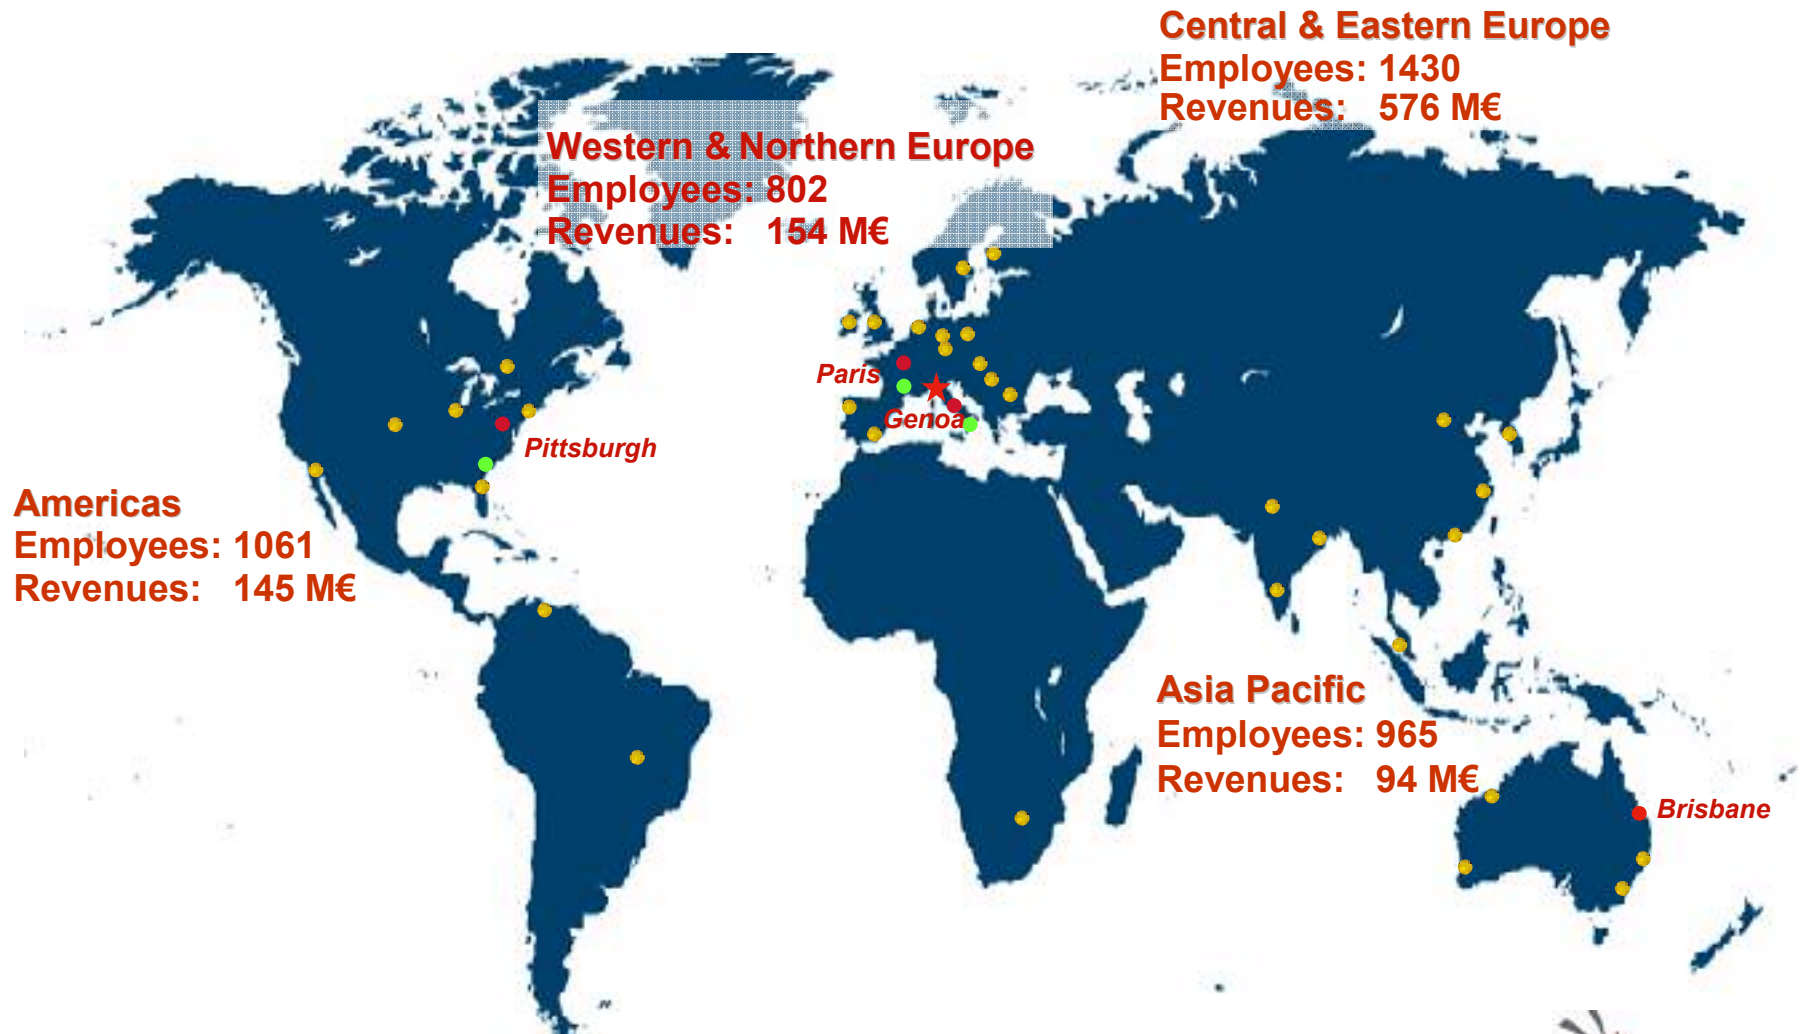 Central & Eastern Europe
Employees: 1430
Revenues: 576 M€
Western & Northern Europe
Employees: 802
Revenues: 154 M€
Paris
Genoa
Pittsburgh
Americas
Employees: 1061
Revenues: 145 M€
Asia Pacific
Employees: 965
Revenues: 94 M€
Brisbane